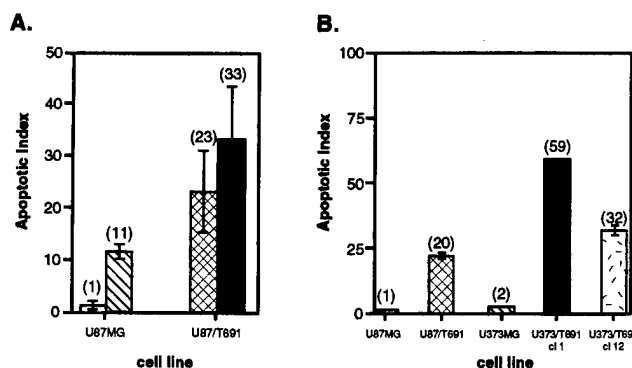 A.
50
40
30
20
10
0
Apoptotic Index
(1)
(11)
(23)
(33)
U87MG
U87/T691
cell line
B.
100
75
50
25
0
Apoptotic Index
(1)
(20)
(2)
(59)
(32)
U87MG
U87/T691
U373MG
U373/T691
cl 1
U373/T69
cl 12
cell line